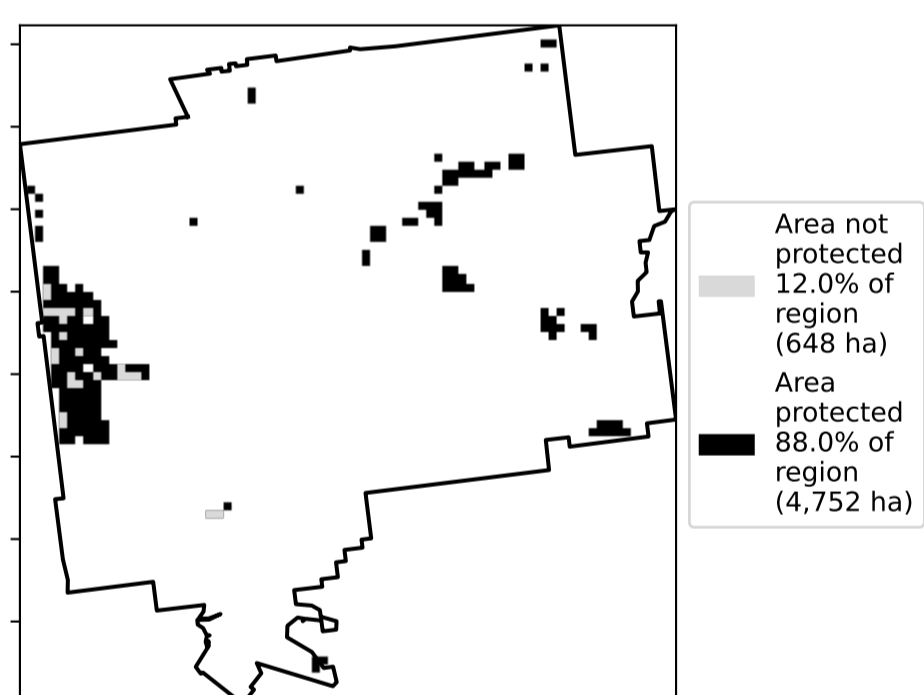 Area not
protected
12.0% of
region
(648 ha)
Area
protected
88.0% of
region
(4,752 ha)